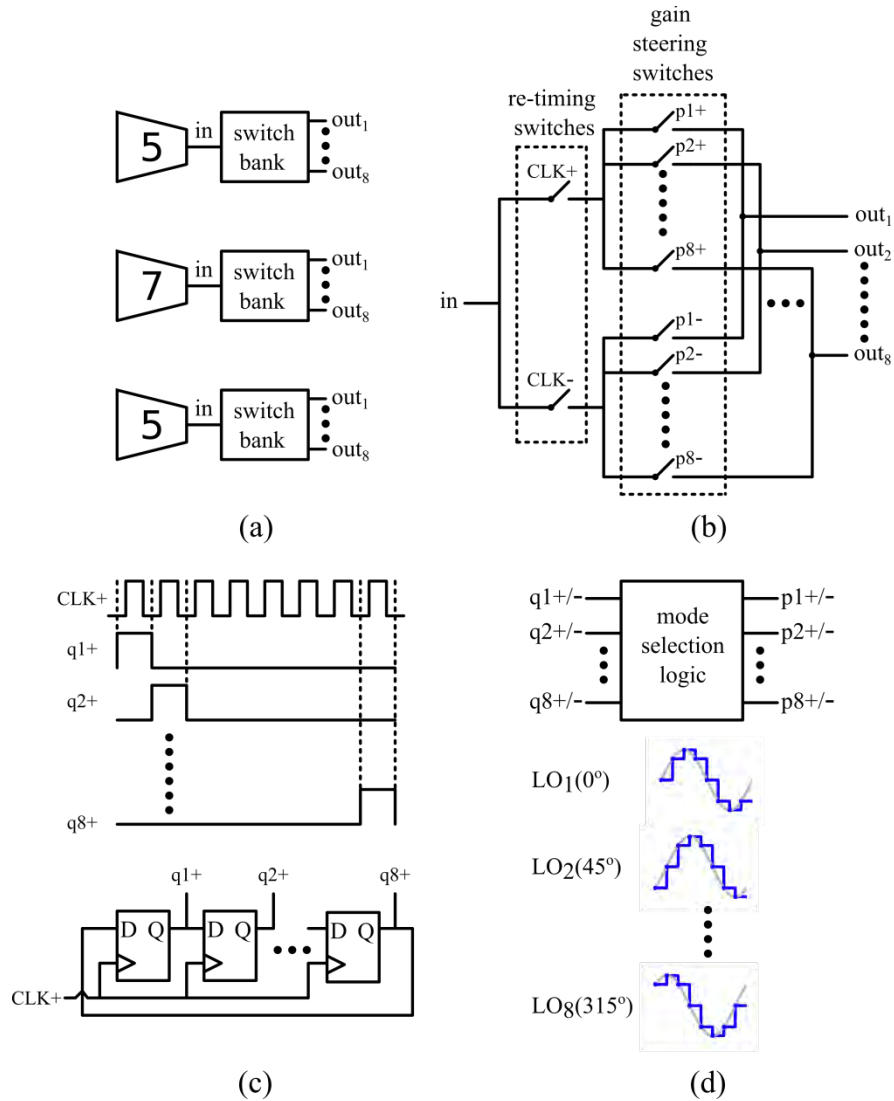 5
in
switch
bank
out1
out8
7
in
switch
bank
out1
out8
5
in
switch
bank
out1
out8
(a)
gain
steering
switches
re-timing
switches
in
CLK+
CLK-
p1+
p2+
p8+
p1-
p2-
p8-
out1
out2
out8
(b)
CLK+
q1+
q2+
q8+
q1+
q2+
q8+
D Q
D Q
D Q
CLK+
(c)
q1+/-
q2+/-
q8+/-
mode
selection
logic
p1+/-
p2+/-
p8+/-
LO1(0º)
LO2(45º)
LO8(315º)
(d)